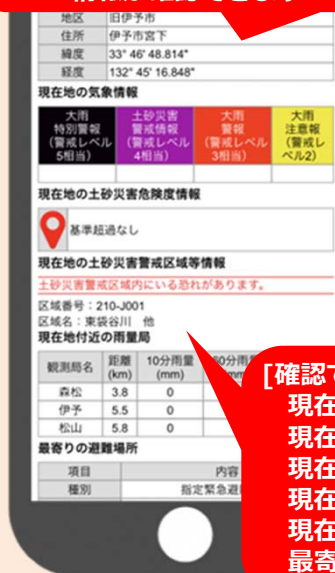 地区 旧伊予市
住所 伊予市宮下
緯度 33° 46' 48.814"
経度 132° 45' 16.848"
現在地の気象情報
大雨 特別警報 (警戒レベル 5相当)
土砂災害 警戒情報 (警戒レベル 4相当)
大雨 警報 (警戒レベル 3相当)
大雨 注意報 (警戒レベル2)
現在地の土砂災害危険度情報
基準超過なし
現在地の土砂災害警戒区域等情報
土砂災害警戒区域内にいる恐れがあります。
区域番号：210-J001
区域名：東袋谷川 他
現在地付近の雨量局
観測局名 距離 (km) 10分雨量 (mm) 60分雨
森松 3.8 0
伊予 5.5 0
松山 5.8 0
最寄りの避難場所
項目 内容
種別 指定緊急避
[確認
現在
現在
現在
現在
現在
最寄